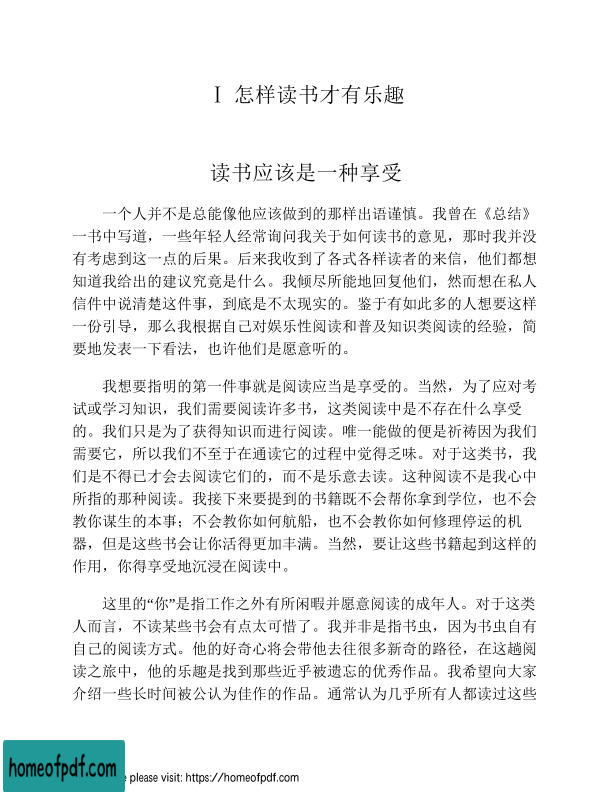 Ⅰ 怎样读书才有乐趣
读书应该是一种享受
一个人并不是总能像他应该做到的那样出语谨慎。我曾在《总结》
一书中写道，一些年轻人经常询问我关于如何读书的意见，那时我并没
有考虑到这一点的后果。后来我收到了各式各样读者的来信，他们都想
知道我给出的建议究竟是什么。我倾尽所能地回复他们，然而想在私人
信件中说清楚这件事，到底是不太现实的。鉴于有如此多的人想要这样
一份引导，那么我根据自己对娱乐性阅读和普及知识类阅读的经验，简
要地发表一下看法，也许他们是愿意听的。
我想要指明的第一件事就是阅读应当是享受的。当然，为了应对考
试或学习知识，我们需要阅读许多书，这类阅读中是不存在什么享受
的。我们只是为了获得知识而进行阅读。唯一能做的便是祈祷因为我们
需要它，所以我们不至于在通读它的过程中觉得乏味。对于这类书，我
们是不得已才会去阅读它们的，而不是乐意去读。这种阅读不是我心中
所指的那种阅读。我接下来要提到的书籍既不会帮你拿到学位，也不会
教你谋生的本事；不会教你如何航船，也不会教你如何修理停运的机
器，但是这些书会让你活得更加丰满。当然，要让这些书籍起到这样的
作用，你得享受地沉浸在阅读中。
这里的“你”是指工作之外有所闲暇并愿意阅读的成年人。对于这类
人而言，不读某些书会有点太可惜了。我并非是指书虫，因为书虫自有
自己的阅读方式。他的好奇心将会带他去往很多新奇的路径，在这趟阅
读之旅中，他的乐趣是找到那些近乎被遗忘的优秀作品。我希望向大家
介绍一些长时间被公认为佳作的作品。通常认为几乎所有人都读过这些
homeofpdf.com
e please visit: https://homeofpdf.com